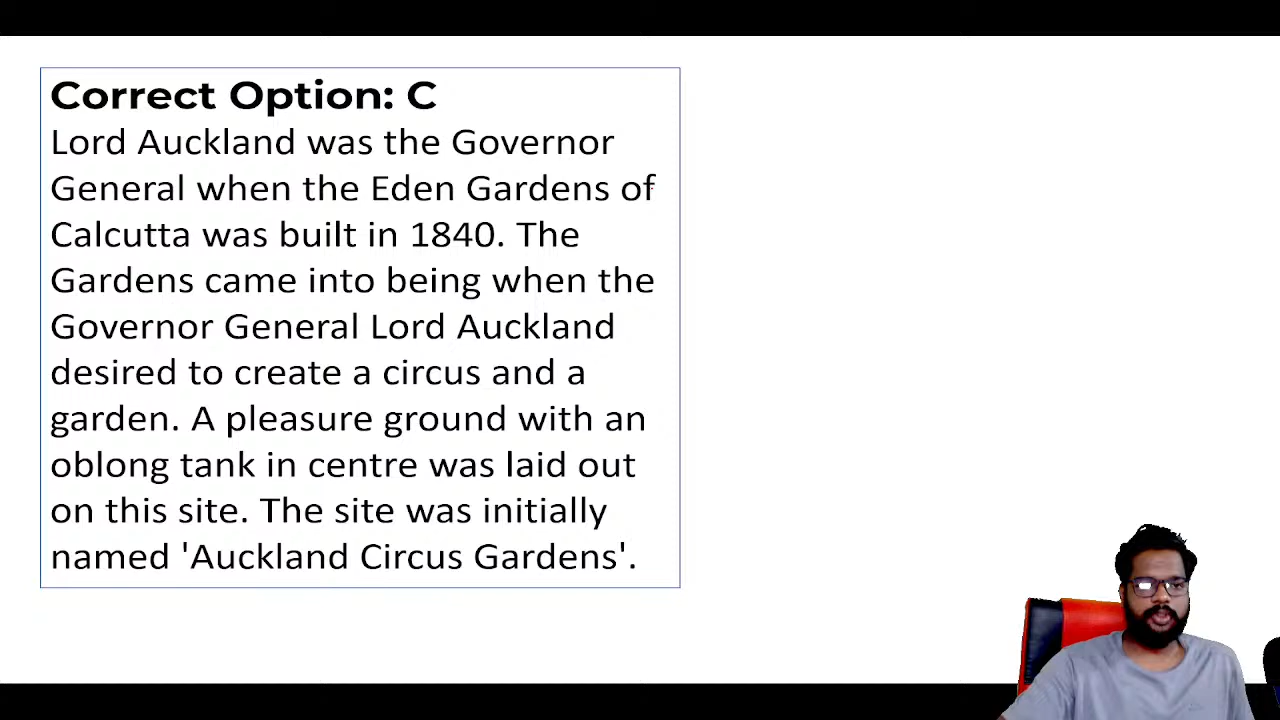 Correct Option: C
Lord Auckland was the Governor
General when the Eden Gardens of
Calcutta was built in 1840. The
Gardens came into being when the
Governor General Lord Auckland
desired to create a circus and a
garden. A pleasure ground with an
oblong tank in centre was laid out
on this site. The site was initially
named 'Auckland Circus Gardens'.